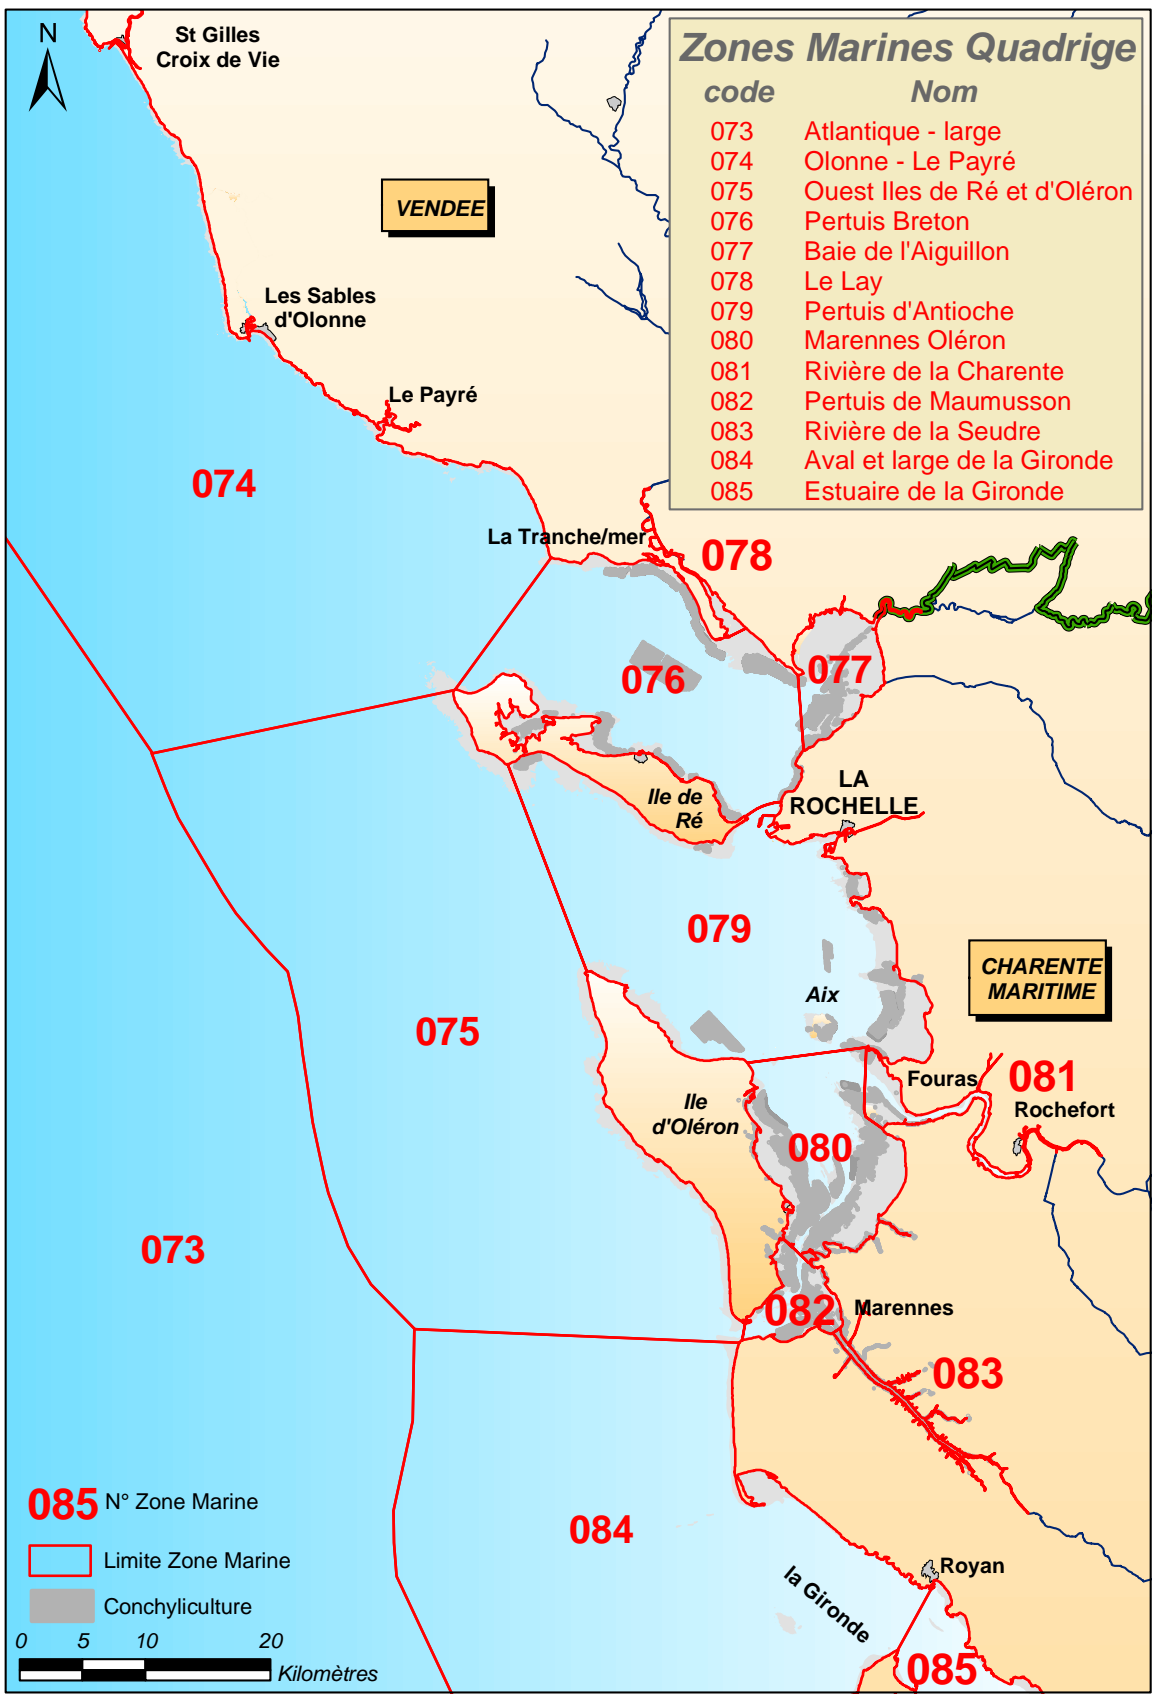 N
St Gilles
Croix de Vie
Zones Marines Quadrige
code Nom
073 Atlantique - large
074 Olonne - Le Payré
075 Ouest Iles de Ré et d'Oléron
076 Pertuis Breton
077 Baie de l'Aiguillon
078 Le Lay
079 Pertuis d'Antioche
080 Marennes Oléron
081 Rivière de la Charente
082 Pertuis de Maumusson
083 Rivière de la Seudre
084 Aval et large de la Gironde
085 Estuaire de la Gironde
VENDEE
Les Sables
d'Olonne
Le Payré
074
La Tranche/mer
078
077
076
LA
ROCHELLE
Ile de
Ré
079
CHARENTE
MARITIME
Aix
075
Fouras
081
Rochefort
Ile
d'Oléron
080
073
082
Marennes
083
085 N° Zone Marine
084
Limite Zone Marine
Royan
la Gironde
Conchyliculture
0 5 10 20
Kilomètres
085